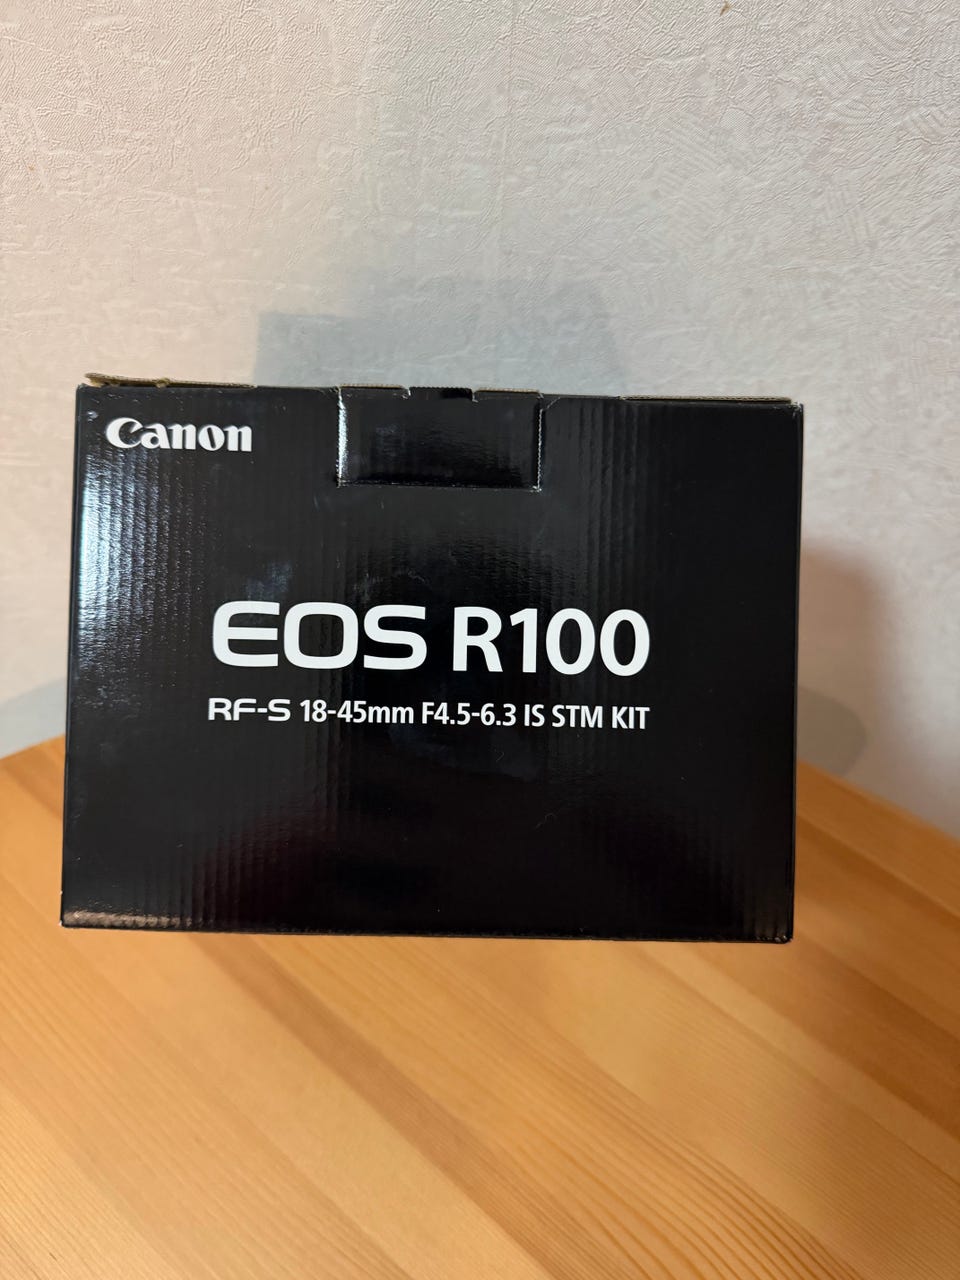 Canon
EOS R100
RF-S 18-45mm F4.5-6.3 IS STM KIT